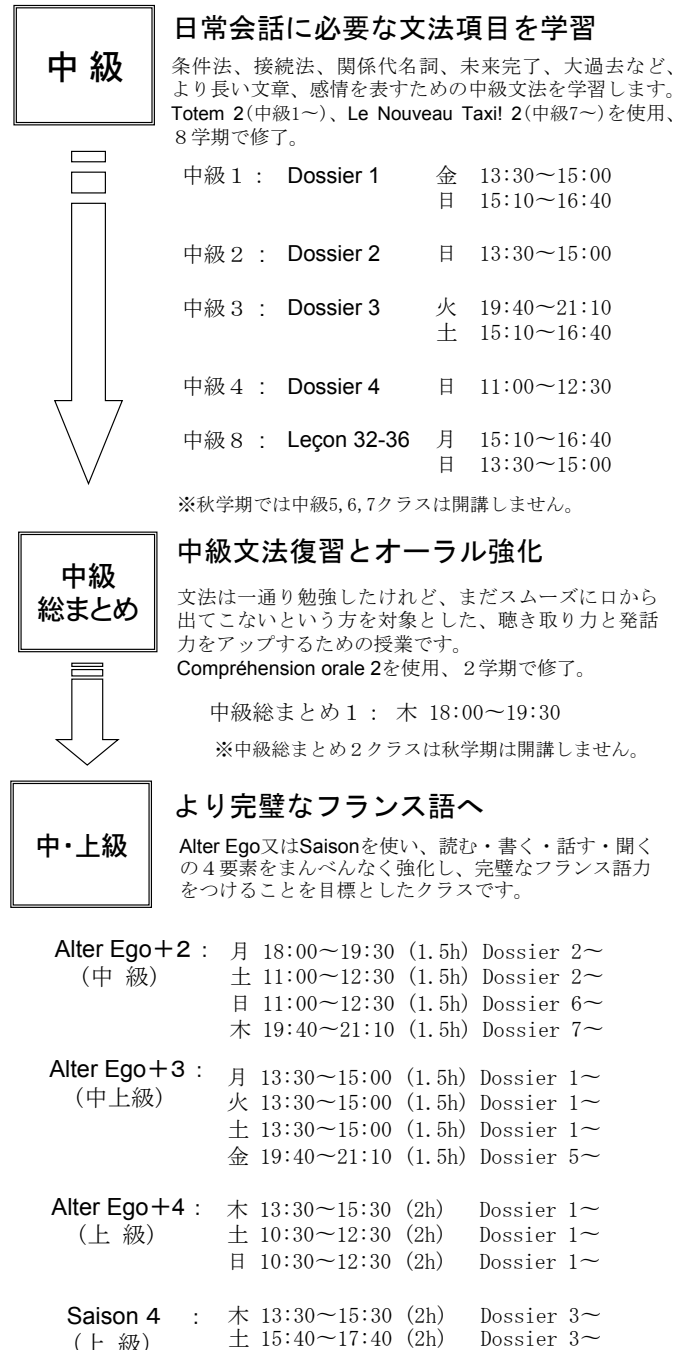 中 級
日常会話に必要な文法項目を学習
条件法、接続法、関係代名詞、未来完了、大過去など、
より長い文章、感情を表すための中級文法を学習します。
Totem 2（中級1～）、Le Nouveau Taxi! 2（中級7～）を使用、
８学期で修了。
中級１： Dossier 1 金 13:30～15:00
日 15:10～16:40
中級２： Dossier 2 日 13:30～15:00
中級３： Dossier 3 火 19:40～21:10
土 15:10～16:40
中級４： Dossier 4 日 11:00～12:30
中級８： Leçon 32-36 月 15:10～16:40
日 13:30～15:00
※秋学期では中級5,6,7クラスは開講しません。
中級
総まとめ
中級文法復習とオーラル強化
文法は一通り勉強したけれど、まだスムーズに口から
出てこないという方を対象とした、聴き取り力と発話
力をアップするための授業です。
Compréhension orale 2を使用、２学期で修了。
中級総まとめ１： 木 18:00～19:30
※中級総まとめ２クラスは秋学期は開講しません。
中・上級
より完璧なフランス語へ
Alter Ego又はSaisonを使い、読む・書く・話す・聞く
の４要素をまんべんなく強化し、完璧なフランス語力
をつけることを目標としたクラスです。
Alter Ego＋２： 月 18:00～19:30 (1.5h) Dossier 2～
（中 級） 土 11:00～12:30 (1.5h) Dossier 2～
日 11:00～12:30 (1.5h) Dossier 6～
木 19:40～21:10 (1.5h) Dossier 7～
Alter Ego＋3： 月 13:30～15:00 (1.5h) Dossier 1～
（中上級） 火 13:30～15:00 (1.5h) Dossier 1～
土 13:30～15:00 (1.5h) Dossier 1～
金 19:40～21:10 (1.5h) Dossier 5～
Alter Ego＋4： 木 13:30～15:30 (2h) Dossier 1～
（上 級） 土 10:30～12:30 (2h) Dossier 1～
日 10:30～12:30 (2h) Dossier 1～
Saison 4 ： 木 13:30～15:30 (2h) Dossier 3～
（上 級） 土 15:40～17:40 (2h) Dossier 3～